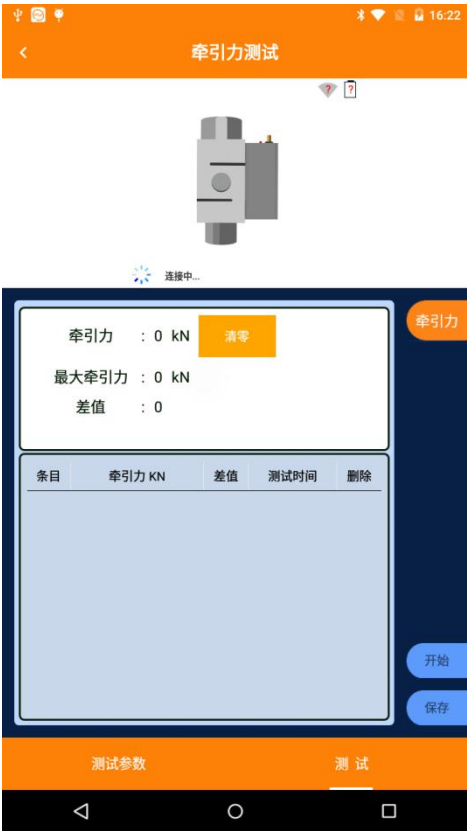 16:22
牵引力测试
? ?
连接中...
牵引力 : 0 kN 清零
牵引力
最大牵引力 : 0 kN
差值 : 0
条目 牵引力 KN 差值 测试时间 删除
开始
保存
测试参数 测 试